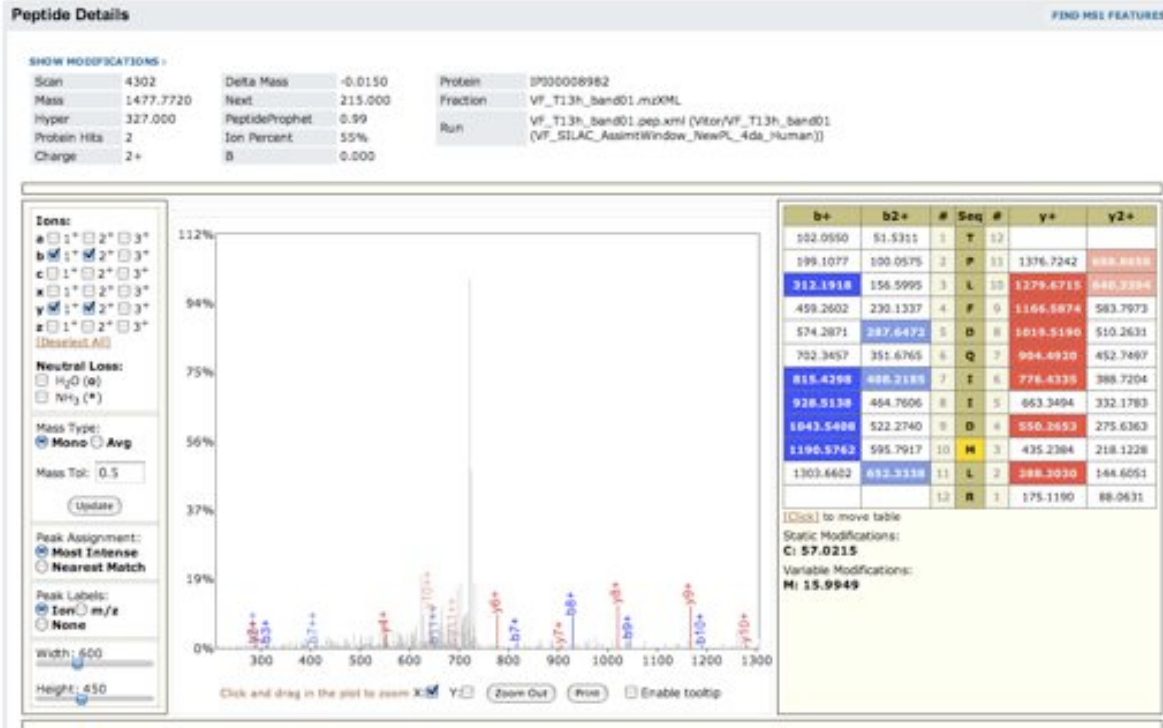 Peptide Details
FIND MS1 FEATURES
SHOW MODIFICATIONS >
Scan 4302 Delta Mass -0.0150 Protein IPI00008982
Mass 1477.7720 Next 215.000 Fraction VF_T13h_band01.mzXML
Hyper 327.000 PeptideProphet 0.99 Run VF_T13h_band01.pep.xml (Vitor/VF_T13h_band01
Protein Hits 2 Ion Percent 55% (VF_SILAC_AssimtWindow_NewPL_4da_Human))
Charge 2+ B 0.000
Ions:
a 1+ 2+ 3+
b 1+ 2+ 3+
c 1+ 2+ 3+
x 1+ 2+ 3+
y 1+ 2+ 3+
z 1+ 2+ 3+
[Deselect All]
Neutral Loss:
H2O (o)
NH3 (*)
Mass Type:
Mono Avg
Mass Tol: 0.5
Update
Peak Assignment:
Most Intense
Nearest Match
Peak Labels:
Ion m/z
None
Width: 600
Height: 450
112%
94%
75%
56%
37%
19%
0%
b3+ b7++ y4+ y6+ b7+ y7+ b8+ y8+ b9+ y9+ b10+ y10+
300 400 500 600 700 800 900 1000 1100 1200 1300
Click and drag in the plot to zoom X: Y: Zoom Out Print Enable tooltip
b+ b2+ # Seq # y+ y2+
102.0550 51.5311 1 T 12
199.1077 100.0575 2 P 11 1376.7242
312.1918 156.5995 3 L 10 1279.6715 640.3394
459.2602 230.1337 4 F 9 1166.5874 583.7973
574.2871 287.6472 5 D 8 1019.5190 510.2631
702.3457 351.6765 6 Q 7 904.4920 452.7497
815.4298 408.2185 7 I 6 776.4335 388.7204
928.5138 464.7606 8 I 5 663.3494 332.1783
1043.5408 522.2740 9 D 4 550.2653 275.6363
1190.5762 595.7917 10 M 3 435.2384 218.1228
1303.6602 652.3338 11 L 2 288.2030 144.6051
12 R 1 175.1190 88.0631
[Click] to move table
Static Modifications:
C: 57.0215
Variable Modifications:
M: 15.9949